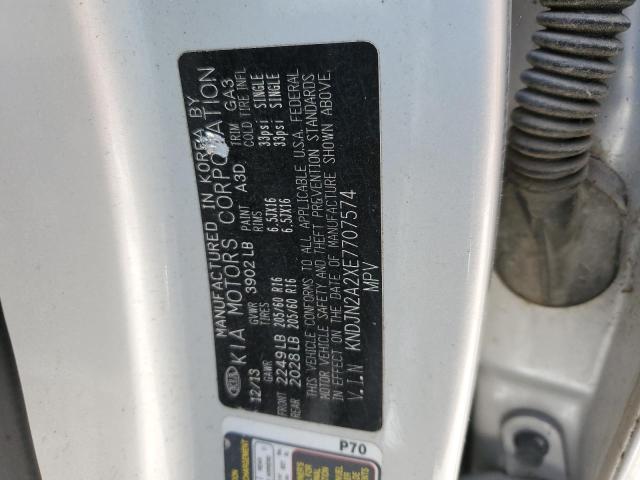 MANUFACTURED IN KOREA BY
KIA KIA MOTORS CORPORATION
12/13 GVWR 3902 LB PAINT A3D TRIM GA3
GAWR TIRES RIMS COLD TIRE INFL
FRONT 2249LB 205/60 R16 6.5JX16 33psi SINGLE
REAR 2028LB 205/60 R16 6.5JX16 33psi SINGLE
THIS VEHICLE CONFORMS TO ALL APPLICABLE U.S.A. FEDERAL
MOTOR VEHICLE SAFETY AND THEFT PREVENTION STANDARDS
IN EFFECT ON THE DATE OF MANUFACTURE SHOWN ABOVE.
V.I.N KNDJN2A2XE7707574
MPV
P70